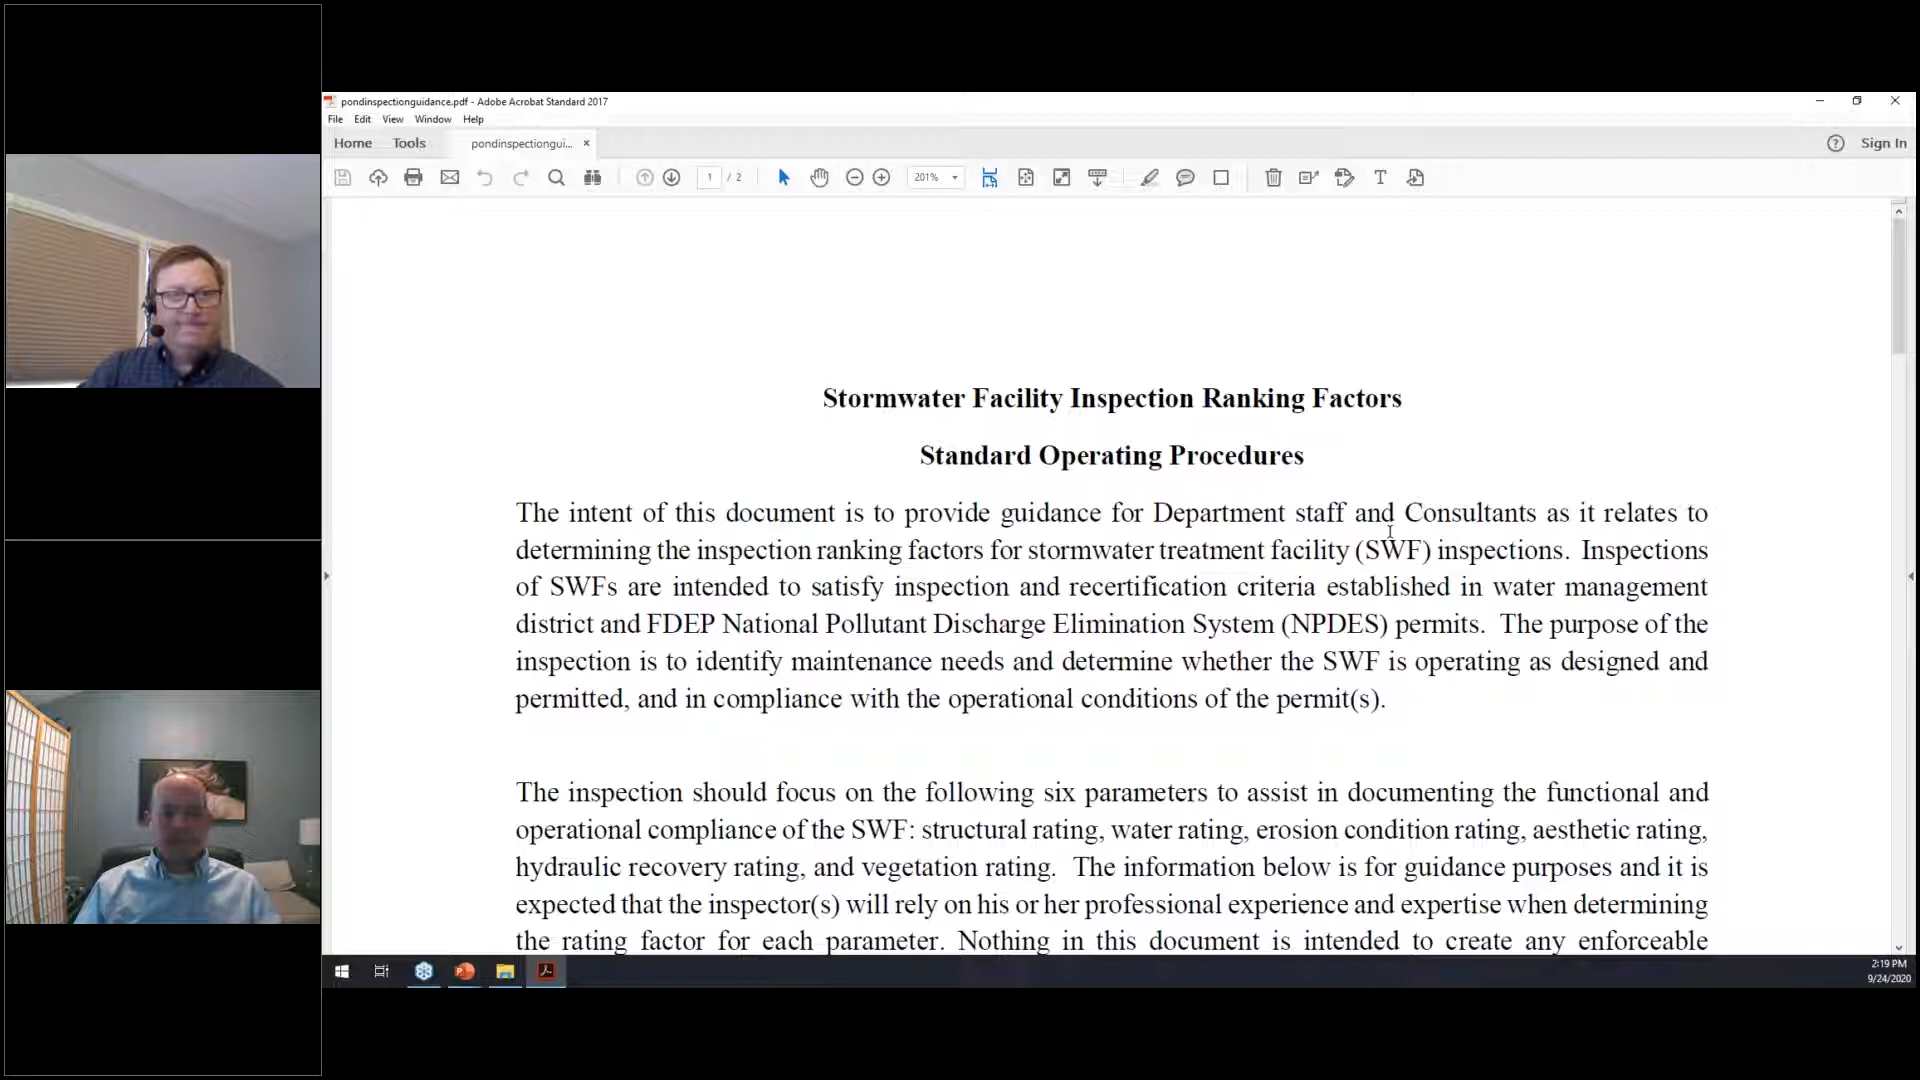 pondinspectionguidance.pdf - Adobe Acrobat Standard 2017
File Edit View Window Help
Home Tools pondinspectiongui... × Sign In
1 / 2 201%
Stormwater Facility Inspection Ranking Factors
Standard Operating Procedures
The intent of this document is to provide guidance for Department staff and Consultants as it relates to
determining the inspection ranking factors for stormwater treatment facility (SWF) inspections. Inspections
of SWFs are intended to satisfy inspection and recertification criteria established in water management
district and FDEP National Pollutant Discharge Elimination System (NPDES) permits. The purpose of the
inspection is to identify maintenance needs and determine whether the SWF is operating as designed and
permitted, and in compliance with the operational conditions of the permit(s).
The inspection should focus on the following six parameters to assist in documenting the functional and
operational compliance of the SWF: structural rating, water rating, erosion condition rating, aesthetic rating,
hydraulic recovery rating, and vegetation rating. The information below is for guidance purposes and it is
expected that the inspector(s) will rely on his or her professional experience and expertise when determining
the rating factor for each parameter. Nothing in this document is intended to create any enforceable
2:19 PM
9/24/2020